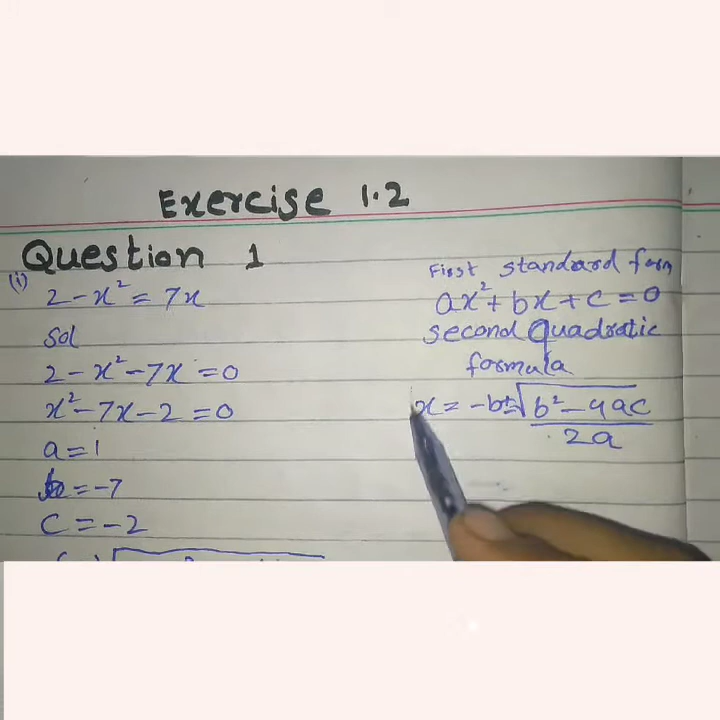 Exercise 1.2
Question 1
(i)
2 - x² = 7x
Sol
2 - x² - 7x = 0
x² - 7x - 2 = 0
a = 1
b = -7
c = -2
First standard form
ax² + bx + c = 0
second Quadratic
formula
x = -b±√b² - 4ac
2a